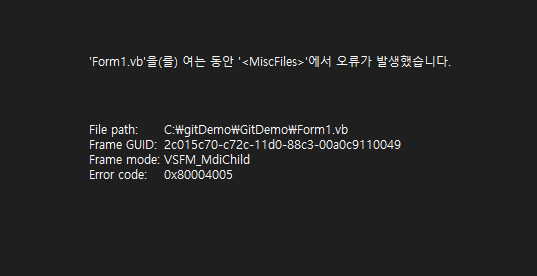 'Form1.vb'을(를) 여는 동안 '<MiscFiles>'에서 오류가 발생했습니다.
File path: C:₩gitDemo₩GitDemo₩Form1.vb
Frame GUID: 2c015c70-c72c-11d0-88c3-00a0c9110049
Frame mode: VSFM_MdiChild
Error code: 0x80004005